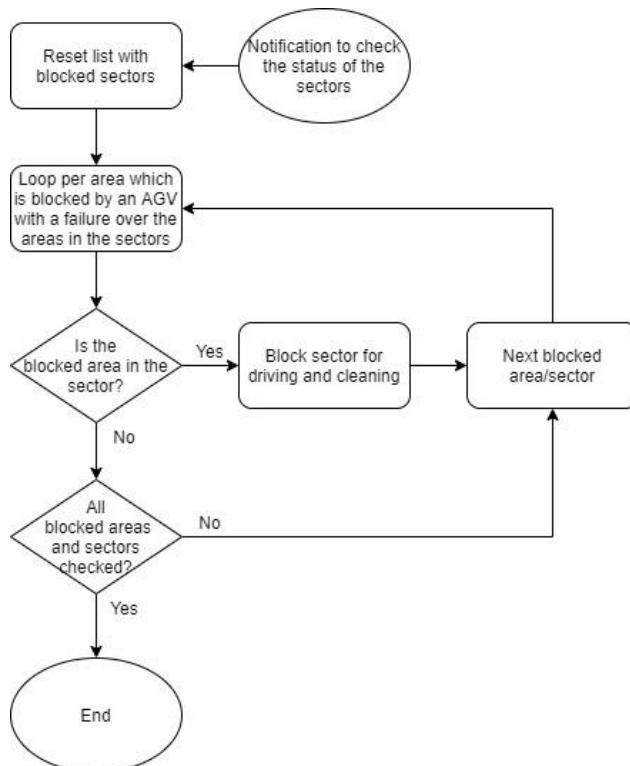 Reset list with
blocked sectors
Notification to check
the status of the
sectors
Loop per area which
is blocked by an AGV
with a failure over the
areas in the sectors
Is the
blocked area in the
sector?
Yes
Block sector for
driving and cleaning
Next blocked
area/sector
No
All
blocked areas
and sectors
checked?
No
Yes
End